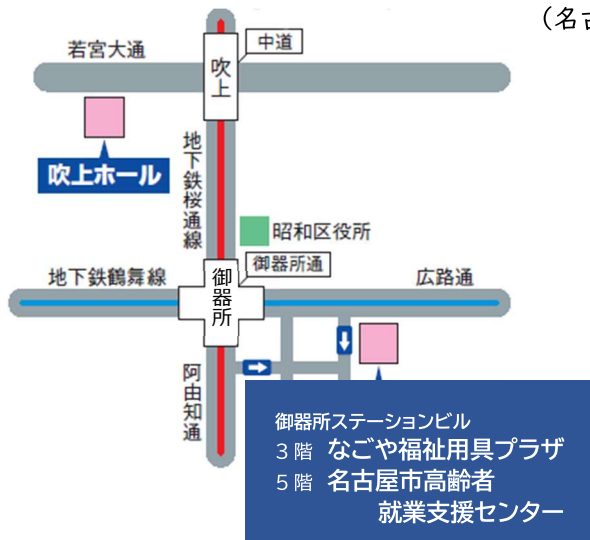 （名古
若宮大通
中道
吹上
吹上ホール
地下鉄桜通線
昭和区役所
御器所通
地下鉄鶴舞線
御器所
広路通
阿由知通
御器所ステーションビル
3階 なごや福祉用具プラザ
5階 名古屋市高齢者
就業支援センター